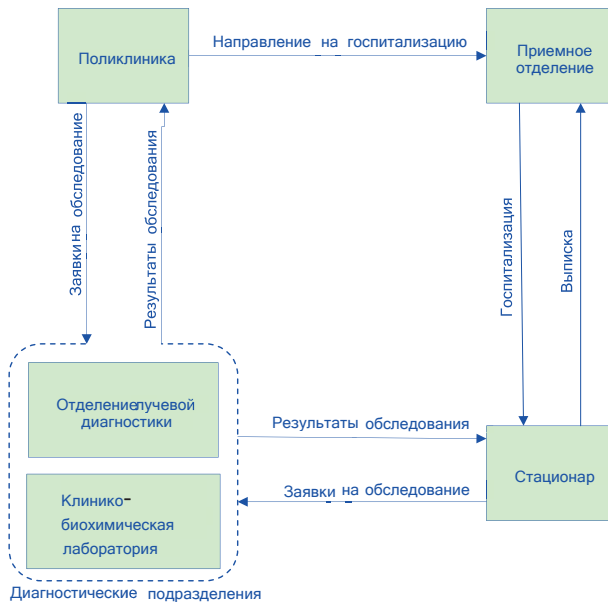 Поликлиника
Направление на госпитализацию
Приемное
отделение
Заявки на обследование
Результаты обследования
Госпитализация
Выписка
Отделение лучевой
диагностики
Результаты обследования
Стационар
Клинико-
биохимическая
лаборатория
Заявки на обследование
Диагностические подразделения